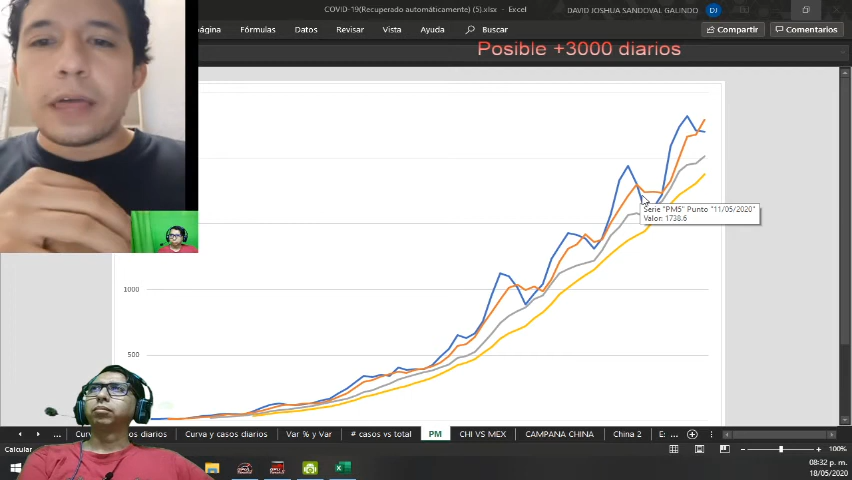 COVID-19(Recuperado automáticamente) (5).xlsx - Excel
DAVID JOSHUA SANDOVAL GALINDO
DJ
página Fórmulas Datos Revisar Vista Ayuda Buscar Compartir Comentarios
Posible +3000 diarios
Serie "PM5" Punto "11/05/2020"
Valor: 1738.6
1000
500
... diarios Curva y casos diarios Var % y Var # casos vs total PM CHI VS MEX CAMPANA CHINA China 2 ...
Calcular
100%
08:32 p. m.
18/05/2020